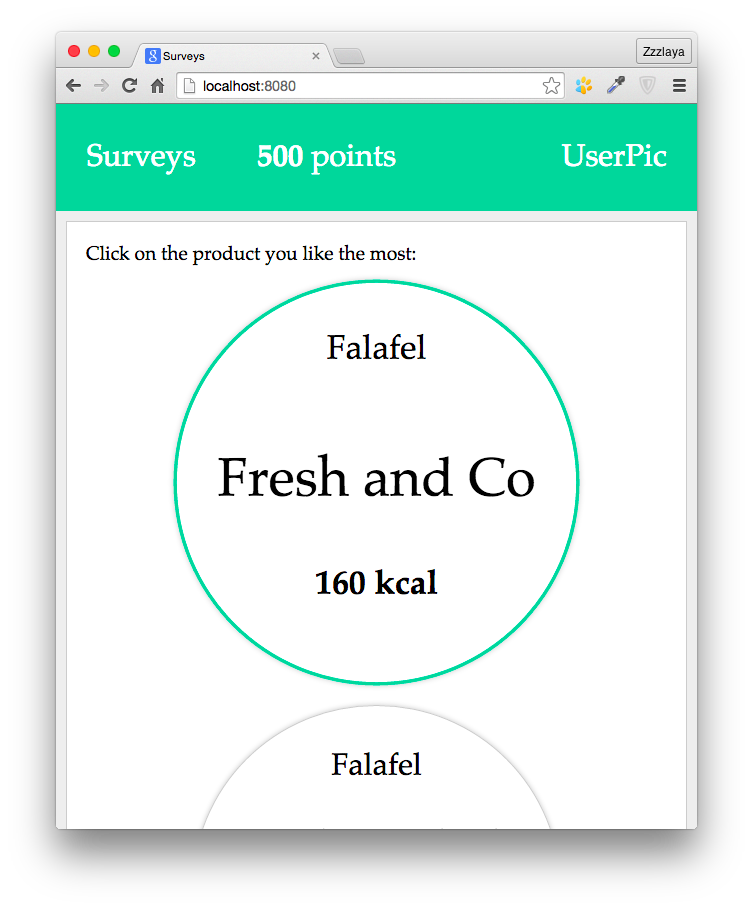 Surveys
Zzzlaya
localhost:8080
Surveys 500 points UserPic
Click on the product you like the most:
Falafel
Fresh and Co
160 kcal
Falafel